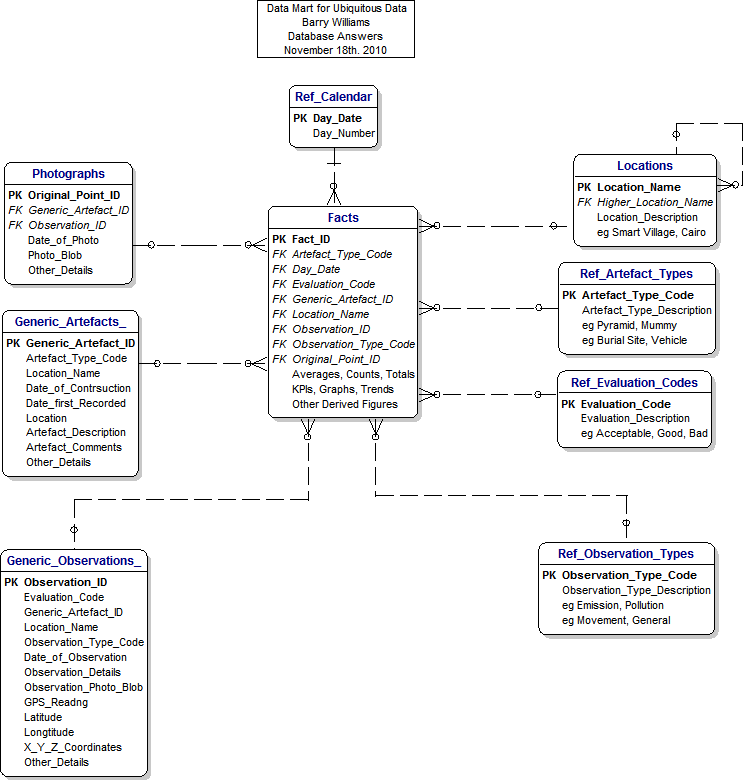 Data Mart for Ubiquitous Data
Barry Williams
Database Answers
November 18th. 2010
Ref_Calendar
PK Day_Date
Day_Number
Photographs
PK Original_Point_ID
FK Generic_Artefact_ID
FK Observation_ID
Date_of_Photo
Photo_Blob
Other_Details
Locations
PK Location_Name
FK Higher_Location_Name
Location_Description
eg Smart Village, Cairo
Facts
PK Fact_ID
FK Artefact_Type_Code
FK Day_Date
FK Evaluation_Code
FK Generic_Artefact_ID
FK Location_Name
FK Observation_ID
FK Observation_Type_Code
FK Original_Point_ID
Averages, Counts, Totals
KPIs, Graphs, Trends
Other Derived Figures
Ref_Artefact_Types
PK Artefact_Type_Code
Artefact_Type_Description
eg Pyramid, Mummy
eg Burial Site, Vehicle
Generic_Artefacts_
PK Generic_Artefact_ID
Artefact_Type_Code
Location_Name
Date_of_Contrsuction
Date_first_Recorded
Location
Artefact_Description
Artefact_Comments
Other_Details
Ref_Evaluation_Codes
PK Evaluation_Code
Evaluation_Description
eg Acceptable, Good, Bad
Generic_Observations_
PK Observation_ID
Evaluation_Code
Generic_Artefact_ID
Location_Name
Observation_Type_Code
Date_of_Observation
Observation_Details
Observation_Photo_Blob
GPS_Readng
Latitude
Longtitude
X_Y_Z_Coordinates
Other_Details
Ref_Observation_Types
PK Observation_Type_Code
Observation_Type_Description
eg Emission, Pollution
eg Movement, General